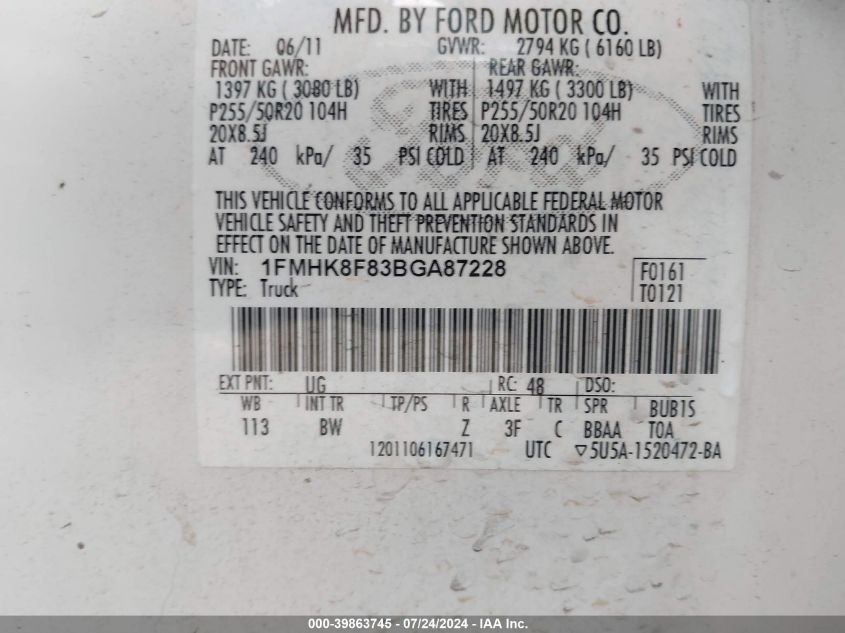 MFD. BY FORD MOTOR CO.
DATE: 06/11 GVWR: 2794 KG ( 6160 LB)
FRONT GAWR: REAR GAWR:
1397 KG ( 3080 LB) WITH 1497 KG ( 3300 LB) WITH
P255/50R20 104H TIRES P255/50R20 104H TIRES
20X8.5J RIMS 20X8.5J RIMS
AT 240 kPa/ 35 PSI COLD AT 240 kPa/ 35 PSI COLD
Ford
THIS VEHICLE CONFORMS TO ALL APPLICABLE FEDERAL MOTOR
VEHICLE SAFETY AND THEFT PREVENTION STANDARDS IN
EFFECT ON THE DATE OF MANUFACTURE SHOWN ABOVE.
VIN: 1FMHK8F83BGA87228 F0161
TYPE: Truck T0121
EXT PNT: UG RC: 48 DSO:
WB INT TR TP/PS R AXLE TR SPR BUB1S
113 BW Z 3F C BBAA TOA
1201106167471 UTC ▽5U5A-1520472-BA
000-39863745 - 07/24/2024 - IAA Inc.